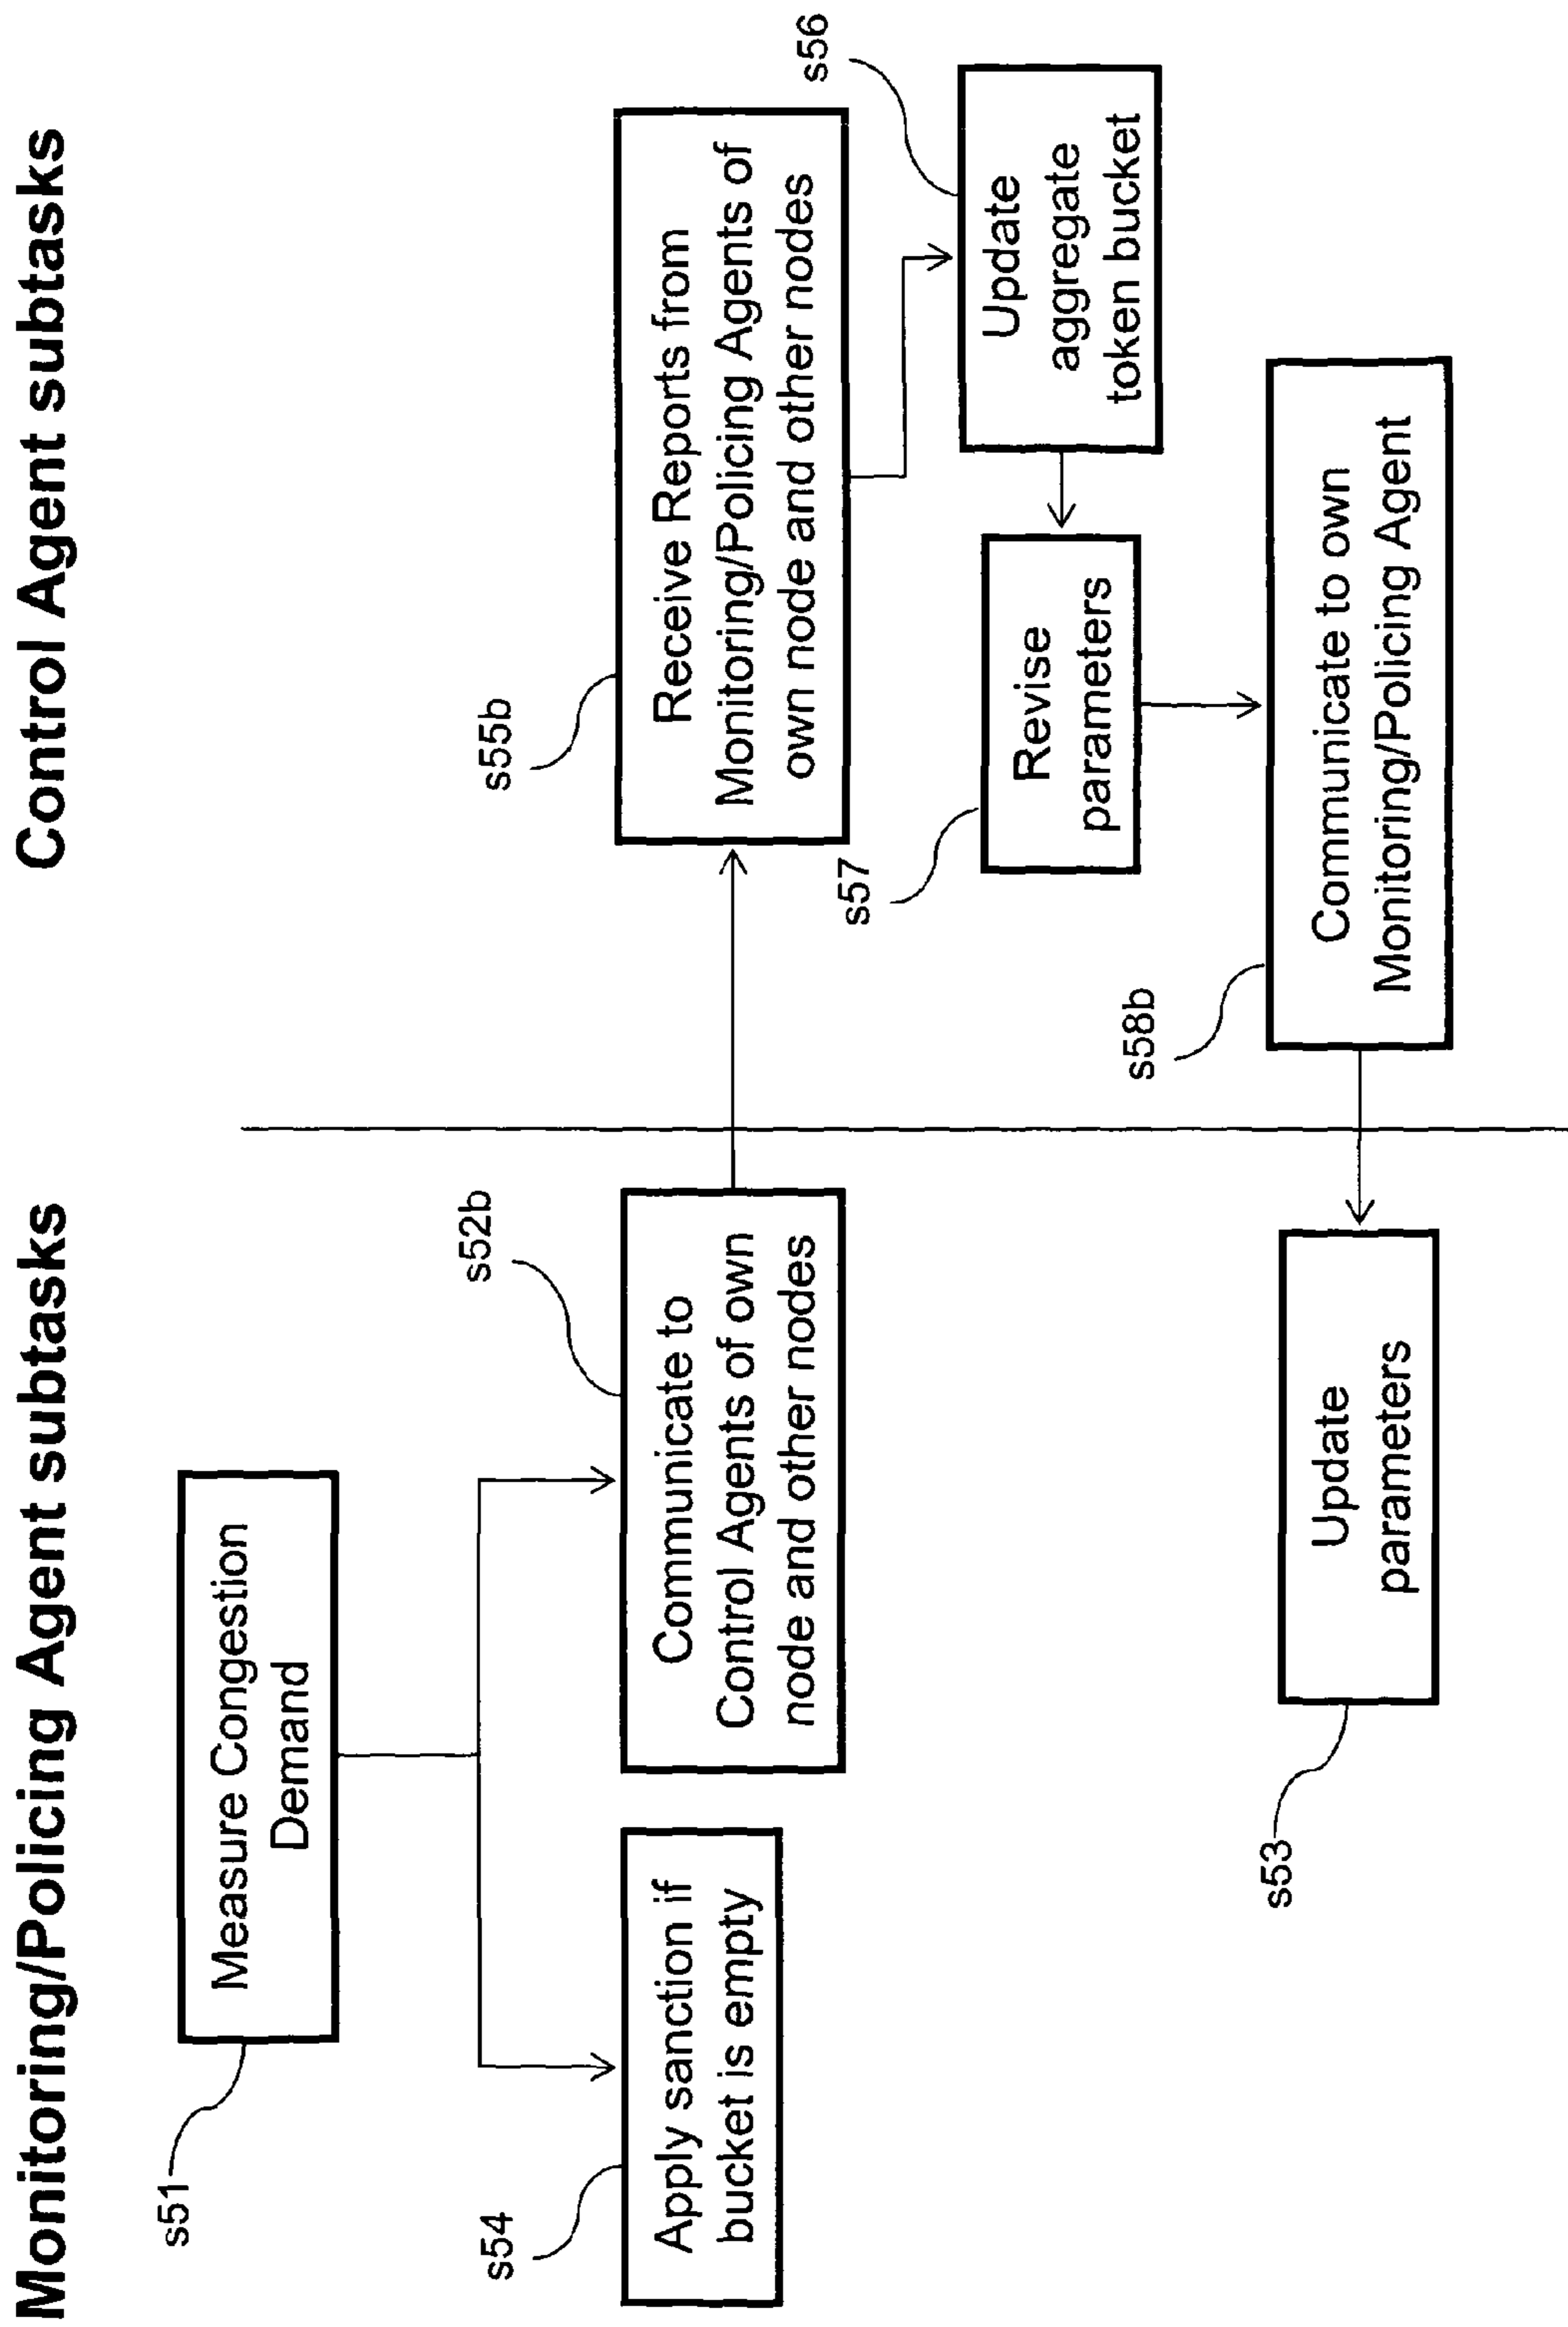 Monitoring/Policing Agent subtasks
Control Agent subtasks
s51
Measure Congestion
Demand
s54
Apply sanction if
bucket is empty
s52b
Communicate to
Control Agents of own
node and other nodes
s55b
Receive Reports from
Monitoring/Policing Agents of
own node and other nodes
s56
Update
aggregate
token bucket
s57
Revise
parameters
s58b
Communicate to own
Monitoring/Policing Agent
s53
Update
parameters